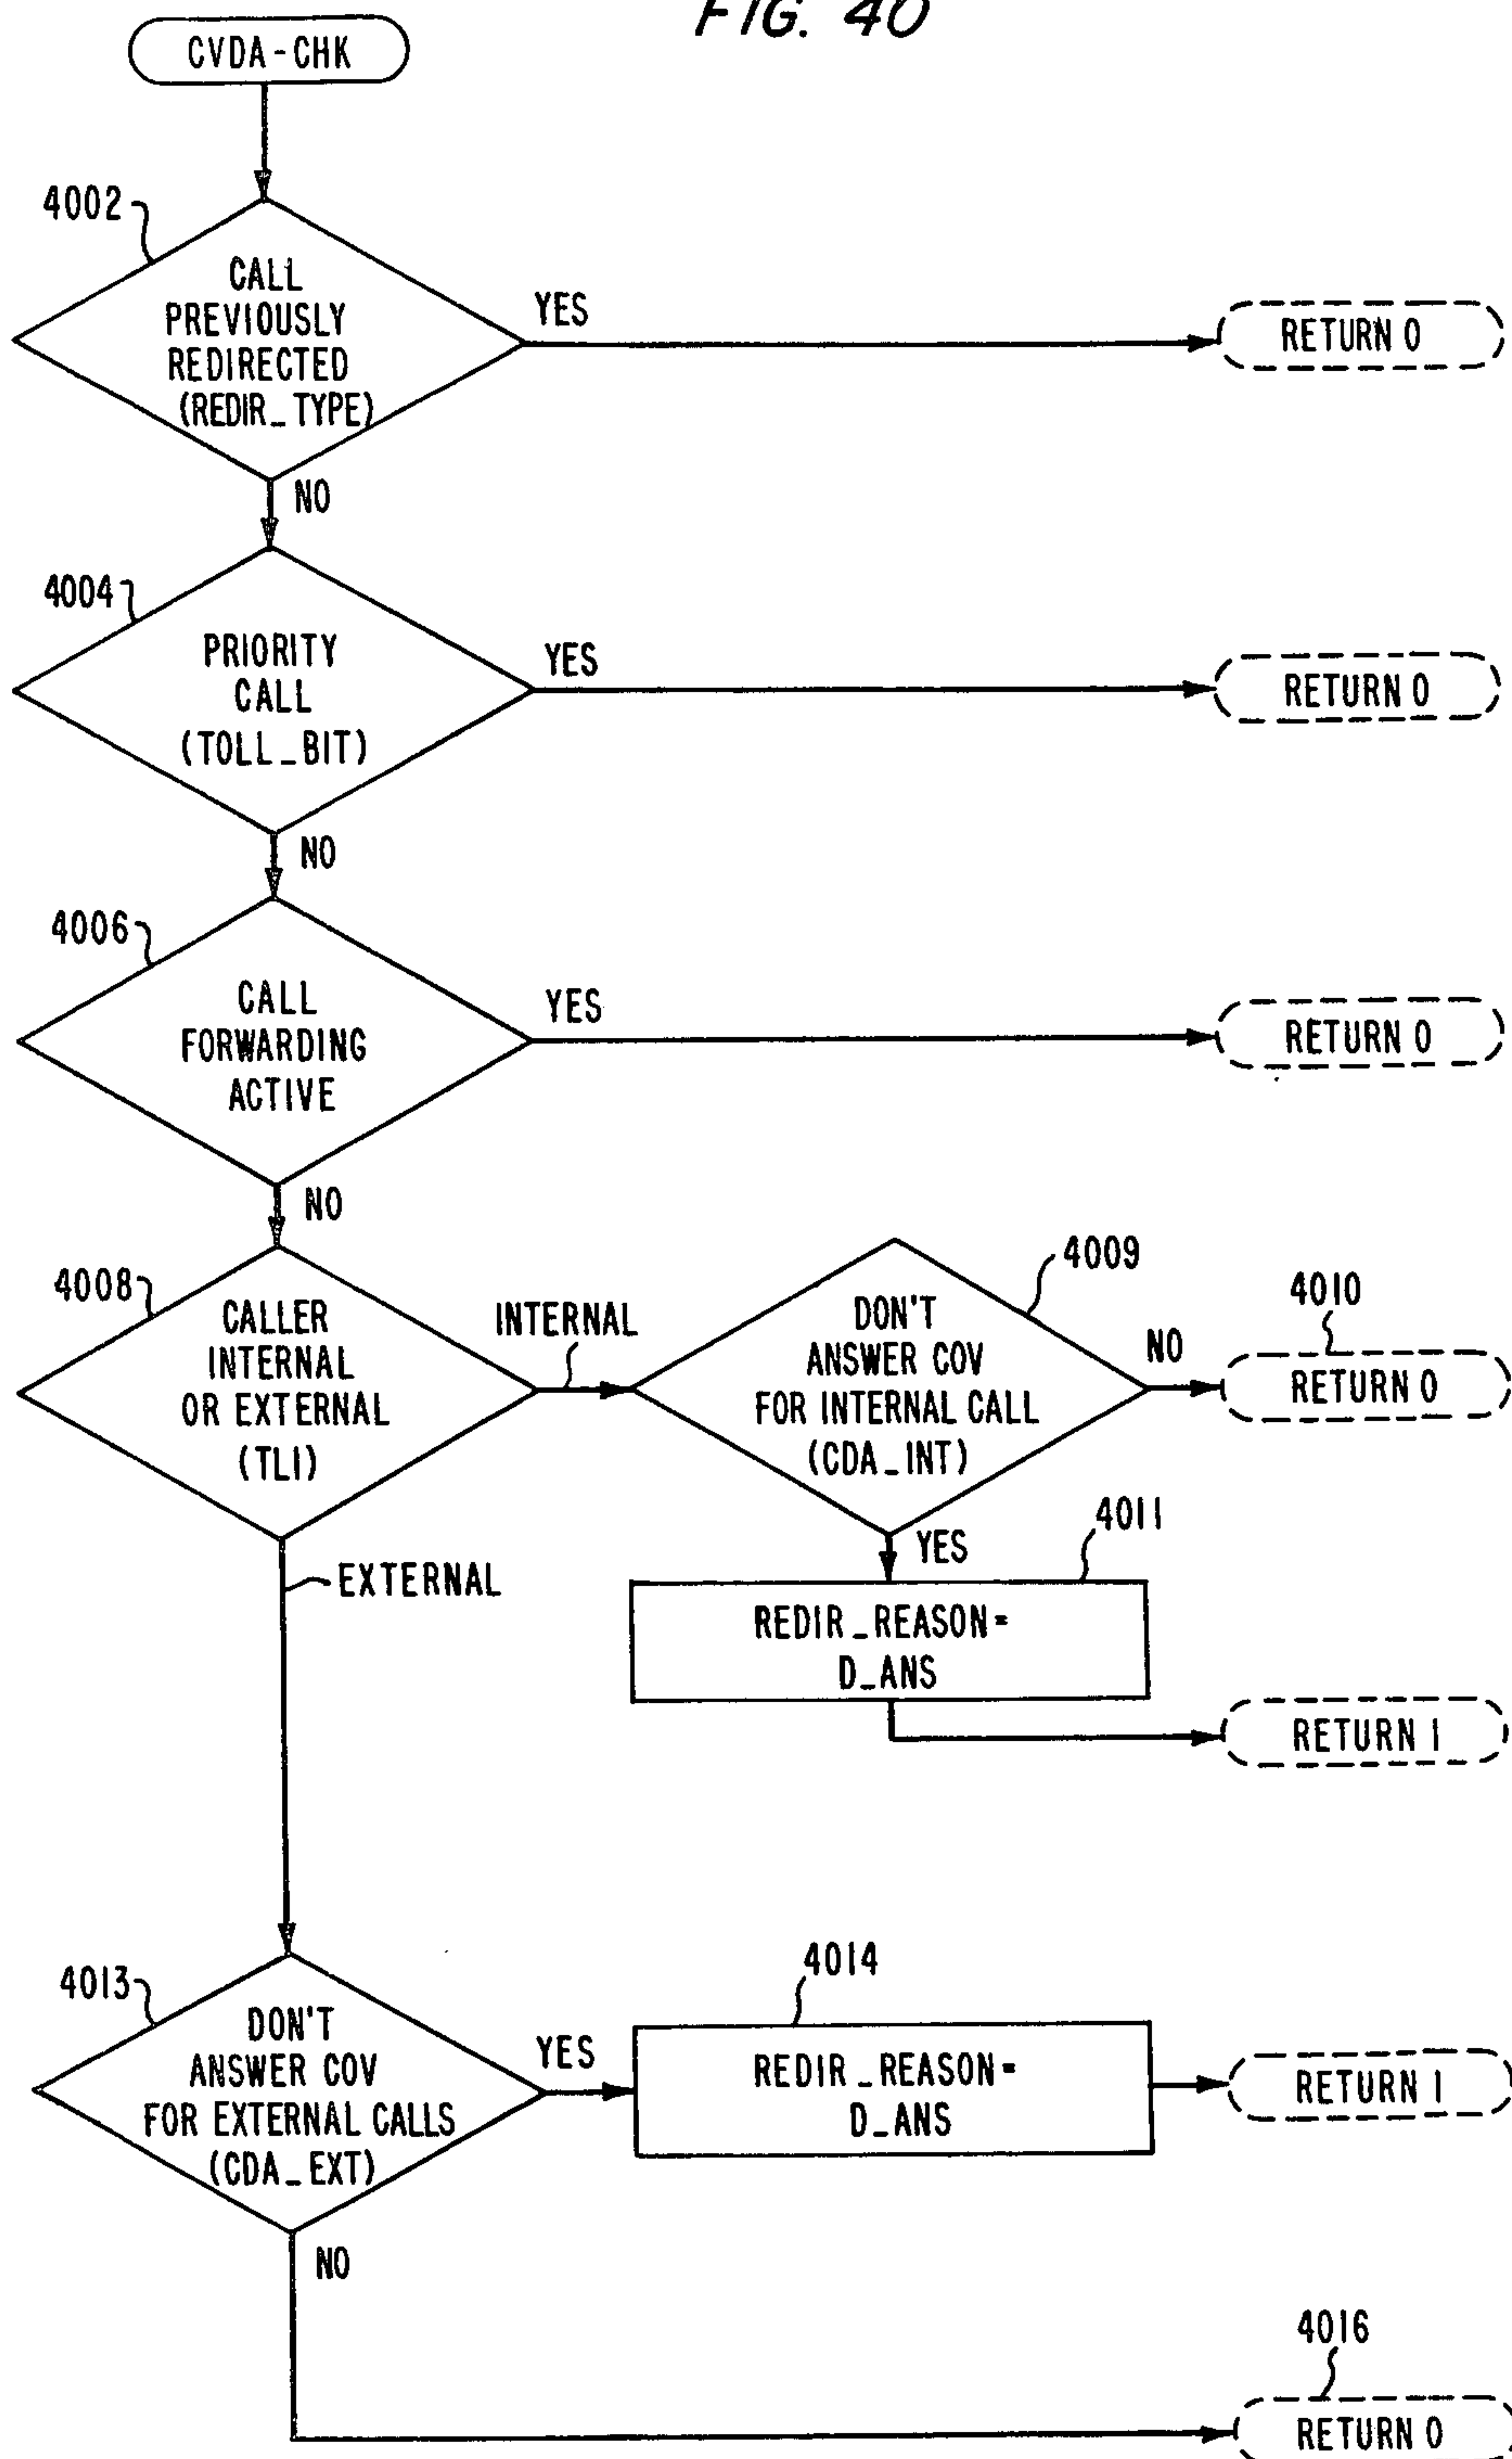 FIG. 40
CVDA-CHK
4002
CALL
PREVIOUSLY
REDIRECTED
(REDIR_TYPE)
YES
RETURN 0
NO
4004
PRIORITY
CALL
(TOLL_BIT)
YES
RETURN 0
NO
4006
CALL
FORWARDING
ACTIVE
YES
RETURN 0
NO
4008
CALLER
INTERNAL
OR EXTERNAL
(TLI)
INTERNAL
4009
DON'T
ANSWER COV
FOR INTERNAL CALL
(CDA_INT)
NO
4010
RETURN 0
YES
4011
REDIR_REASON=
D_ANS
RETURN 1
EXTERNAL
4013
DON'T
ANSWER COV
FOR EXTERNAL CALLS
(CDA_EXT)
YES
4014
REDIR_REASON=
D_ANS
RETURN 1
NO
4016
RETURN 0